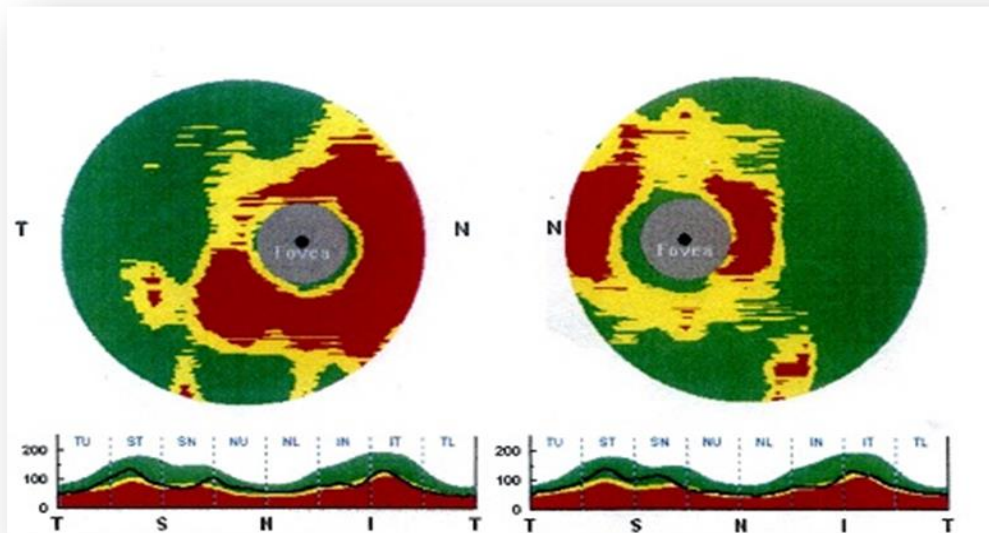 T
Fovea
N
N
Fovea
200
100
0
TU ST SN NU NL IN IT TL
T S N I T
200
100
0
TU ST SN NU NL IN IT TL
T S N I T